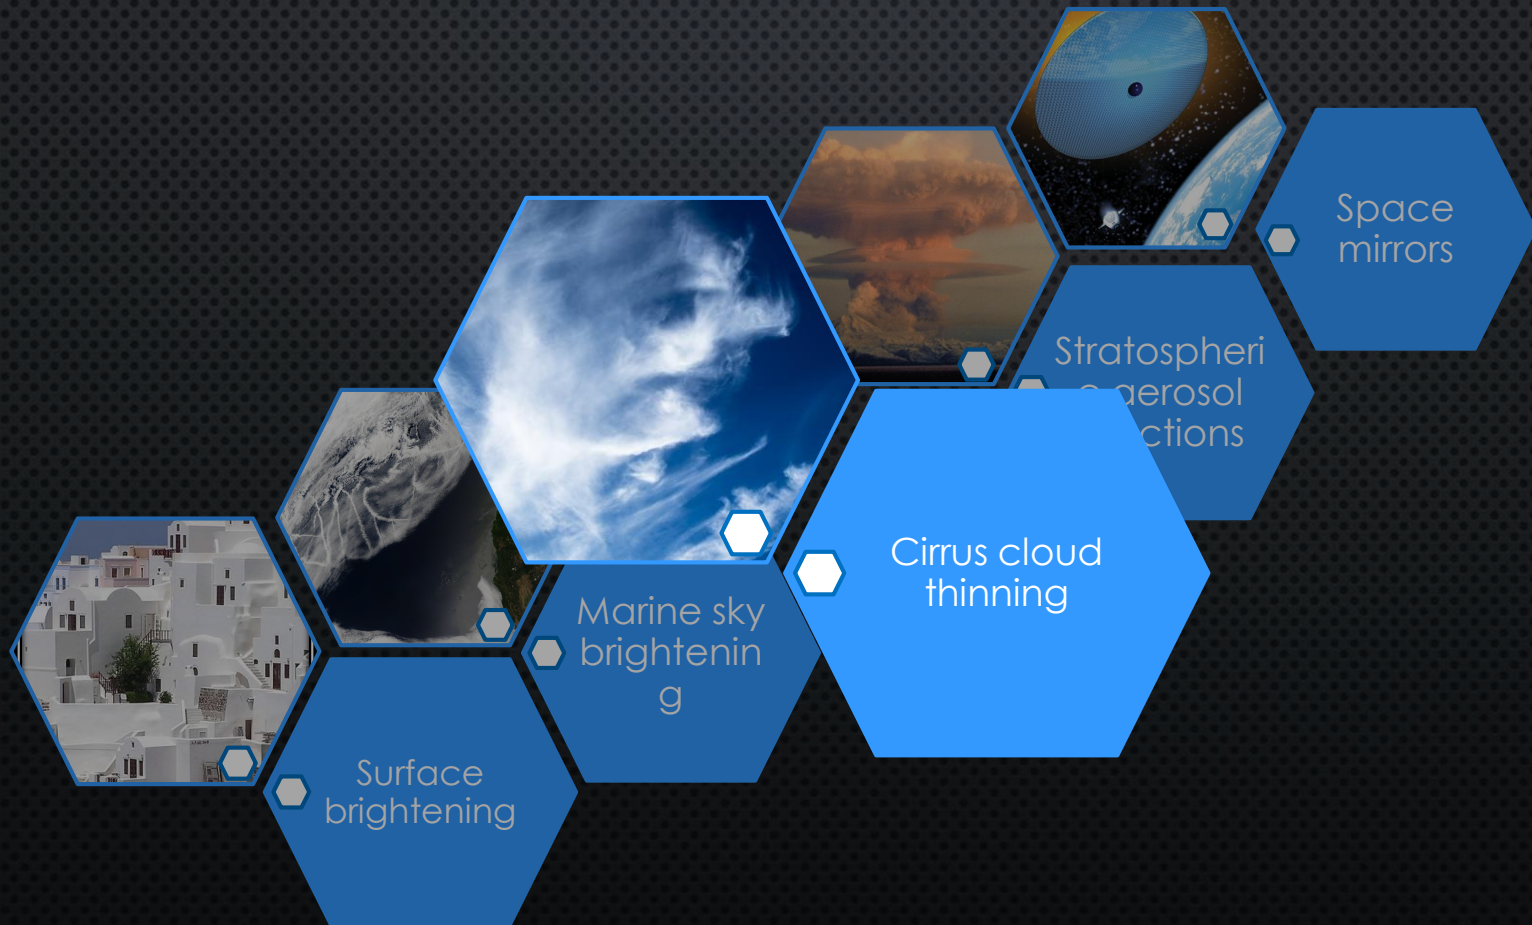 Surface
brightening
Marine sky
brightenin
g
Cirrus cloud
thinning
Stratospheri
aerosol
ctions
Space
mirrors